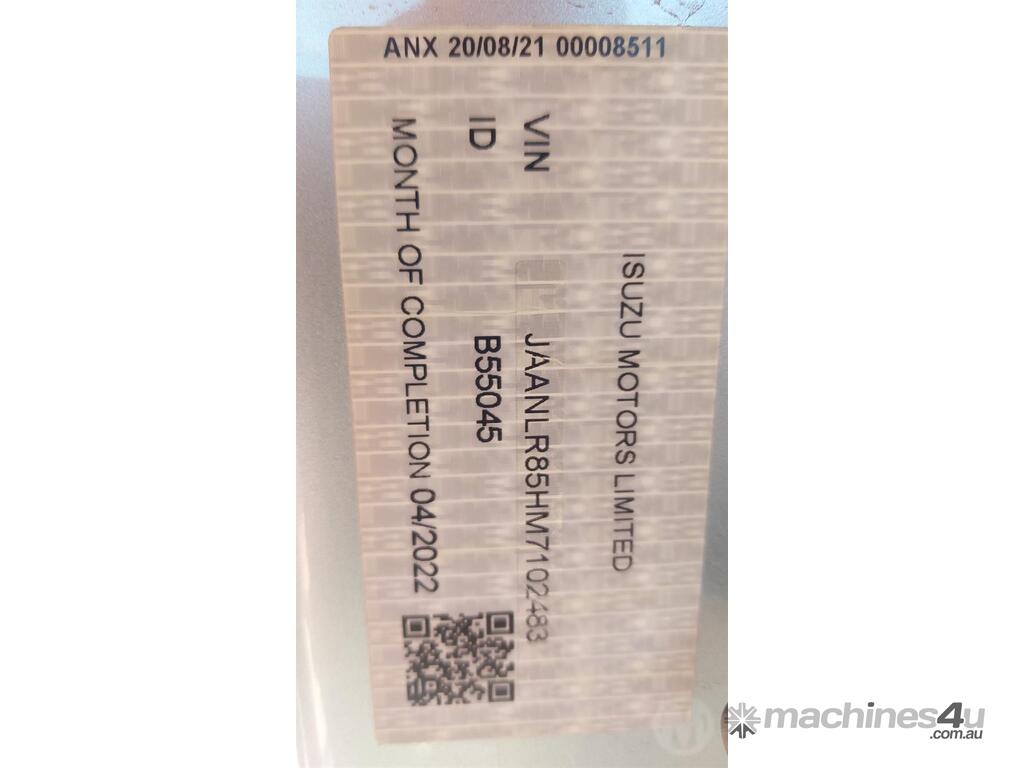 ANX 20/08/21 00008511
ISUZU MOTORS LIMITED
VIN JAANLR85HM7102483
ID B55045
MONTH OF COMPLETION 04/2022
machines4u
.com.au